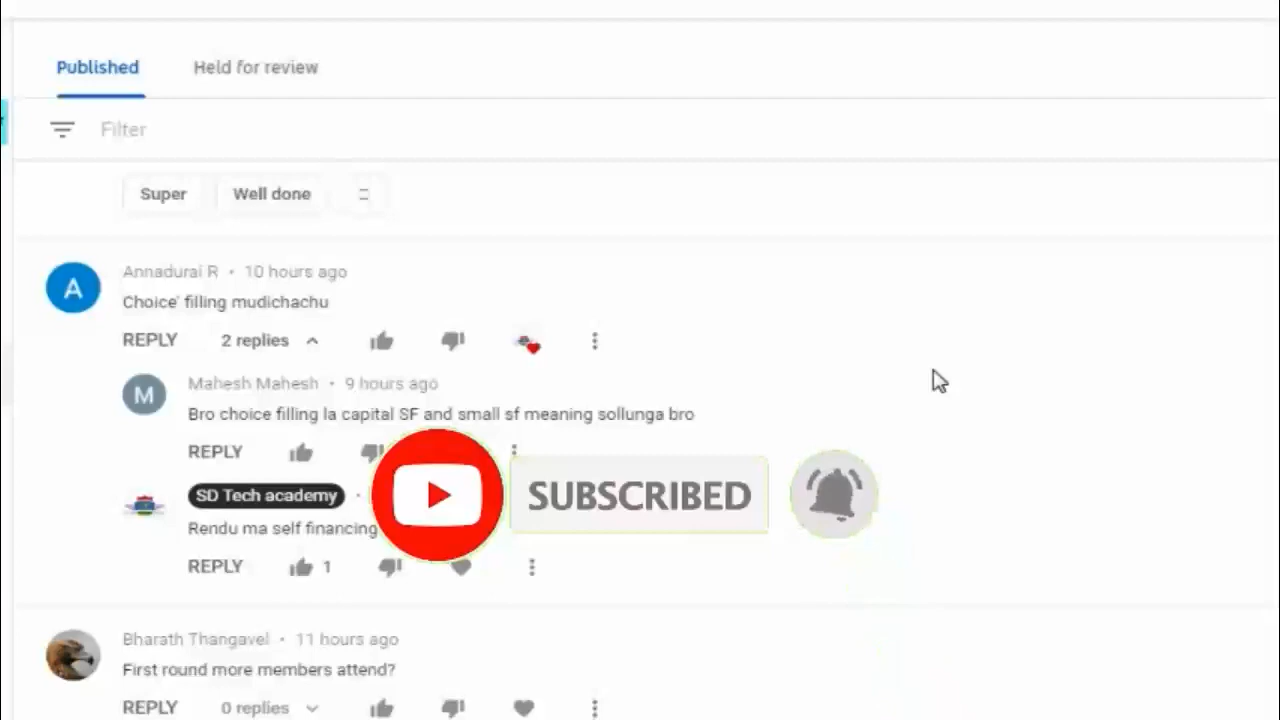 Published Held for review
Filter
Super Well done
A
Annadurai R • 10 hours ago
Choice' filling mudichachu
REPLY 2 replies
M
Mahesh Mahesh • 9 hours ago
Bro choice filling la capital SF and small sf meaning sollunga bro
REPLY
SD Tech academy •
Rendu ma self financing
SUBSCRIBED
REPLY 1
Bharath Thangavel • 11 hours ago
First round more members attend?
REPLY 0 replies